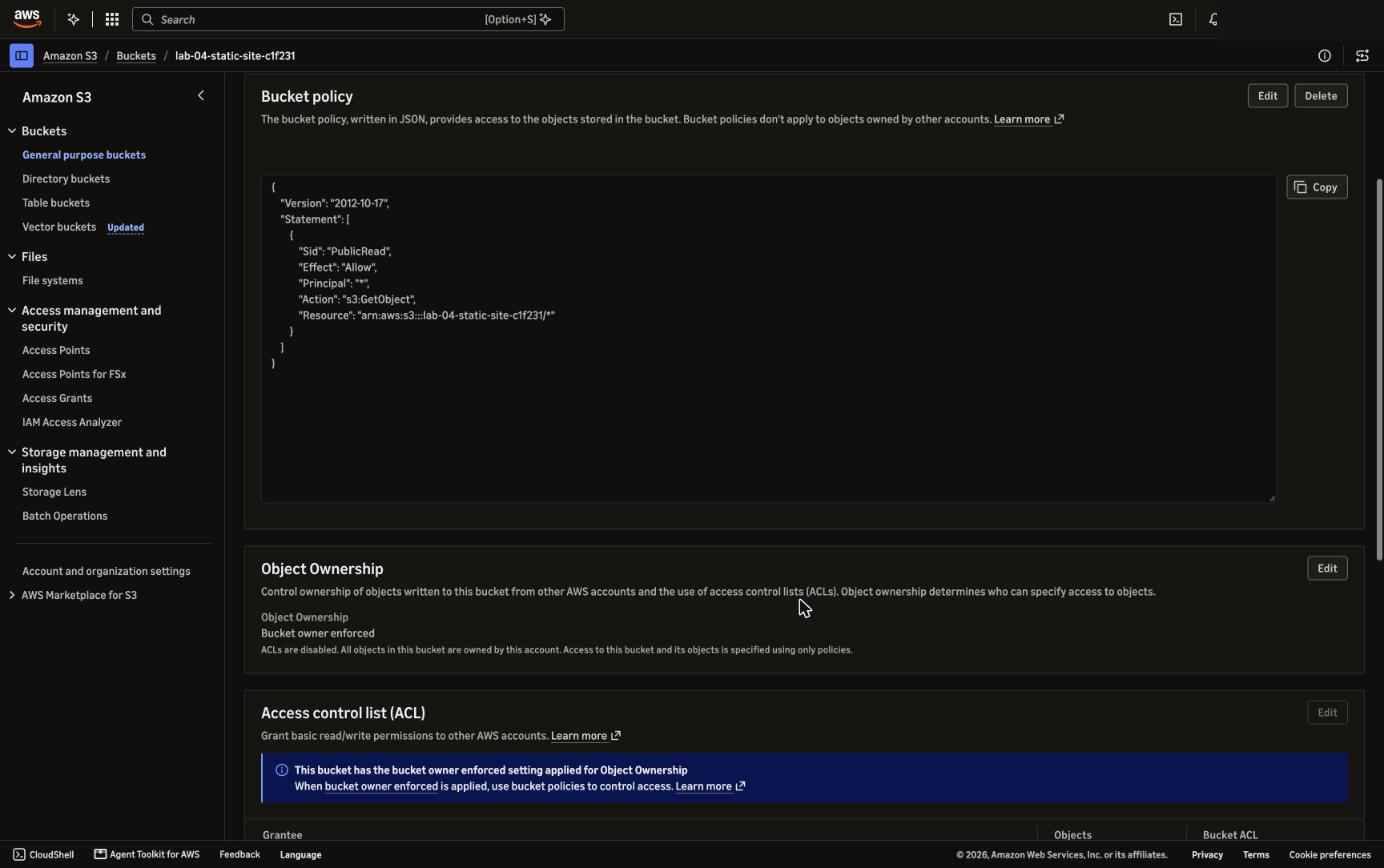 aws
Search
[Option+S]
Amazon S3 / Buckets / lab-04-static-site-c1f231
Amazon S3
Buckets
General purpose buckets
Directory buckets
Table buckets
Vector buckets Updated
Files
File systems
Access management and
security
Access Points
Access Points for FSx
Access Grants
IAM Access Analyzer
Storage management and
insights
Storage Lens
Batch Operations
Account and organization settings
AWS Marketplace for S3
Bucket policy
Edit
Delete
The bucket policy, written in JSON, provides access to the objects stored in the bucket. Bucket policies don't apply to objects owned by other accounts. Learn more
Copy
{
"Version": "2012-10-17",
"Statement": [
{
"Sid": "PublicRead",
"Effect": "Allow",
"Principal": "*",
"Action": "s3:GetObject",
"Resource": "arn:aws:s3:::lab-04-static-site-c1f231/*"
}
]
}
Object Ownership
Edit
Control ownership of objects written to this bucket from other AWS accounts and the use of access control lists (ACLs). Object ownership determines who can specify access to objects.
Object Ownership
Bucket owner enforced
ACLs are disabled. All objects in this bucket are owned by this account. Access to this bucket and its objects is specified using only policies.
Access control list (ACL)
Edit
Grant basic read/write permissions to other AWS accounts. Learn more
This bucket has the bucket owner enforced setting applied for Object Ownership
When bucket owner enforced is applied, use bucket policies to control access. Learn more
Grantee
Objects
Bucket ACL
CloudShell
Agent Toolkit for AWS
Feedback
Language
© 2026, Amazon Web Services, Inc. or its affiliates.
Privacy
Terms
Cookie preferences